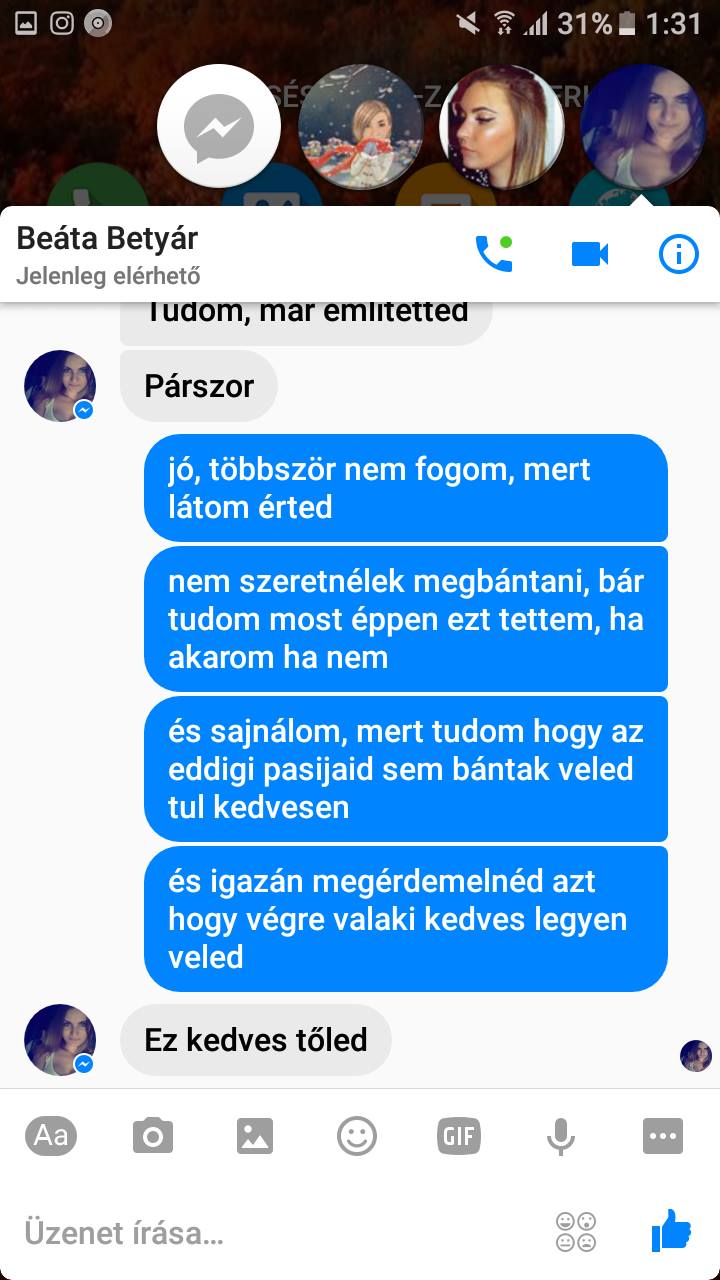 31% 1:31
Beáta Betyár
Jelenleg elérhető
Tudom, már említetted
Párszor
jó, többször nem fogom, mert
látom érted
nem szeretnélek megbántani, bár
tudom most éppen ezt tettem, ha
akarom ha nem
és sajnálom, mert tudom hogy az
eddigi pasijaid sem bántak veled
tul kedvesen
és igazán megérdemelnéd azt
hogy végre valaki kedves legyen
veled
Ez kedves tőled
Aa
GIF
Üzenet írása...